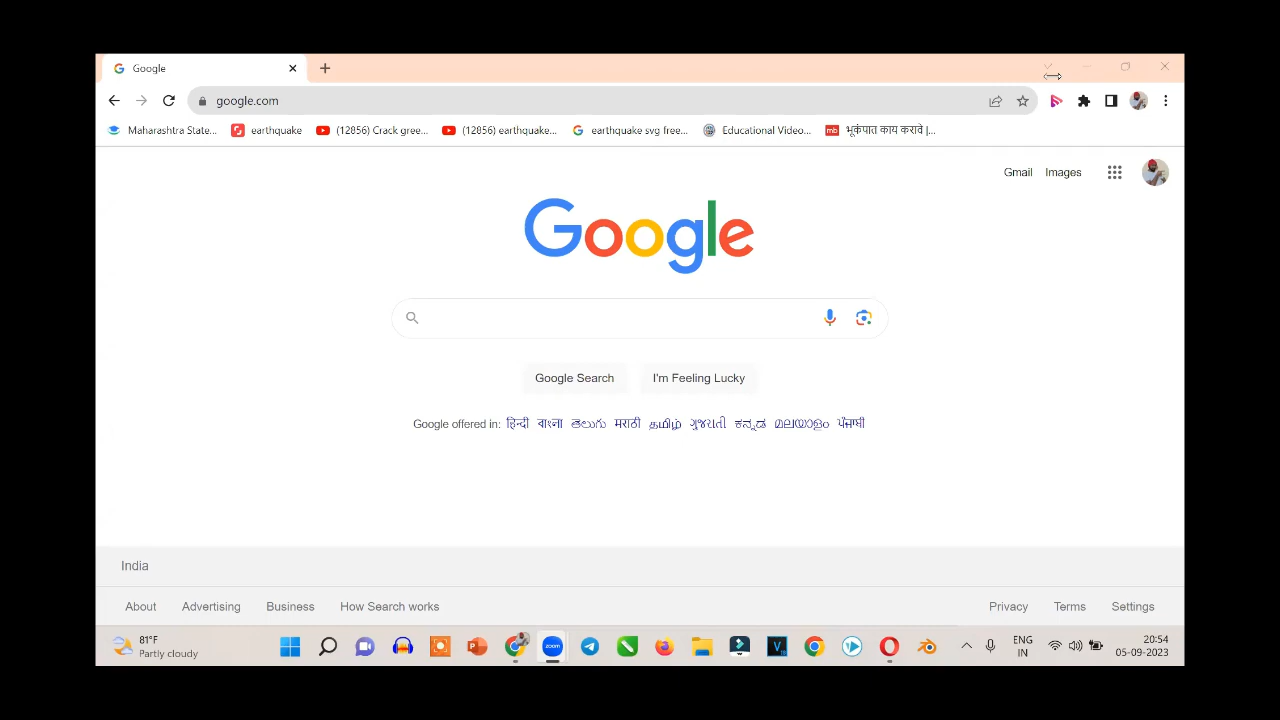 Google
google.com
Maharashtra State...
earthquake
(12856) Crack gree...
(12856) earthquake...
earthquake svg free...
Educational Video...
mb
भूकंपात काय करावे |...
Gmail
Images
Google
Google Search
I'm Feeling Lucky
Google offered in: हिन्दी বাংলা తెలుగు मराठी தமிழ் ગુજરાતી ಕನ್ನಡ മലയാളം ਪੰਜਾਬੀ
India
About
Advertising
Business
How Search works
Privacy
Terms
Settings
81°F
Partly cloudy
zoom
ENG
IN
20:54
05-09-2023